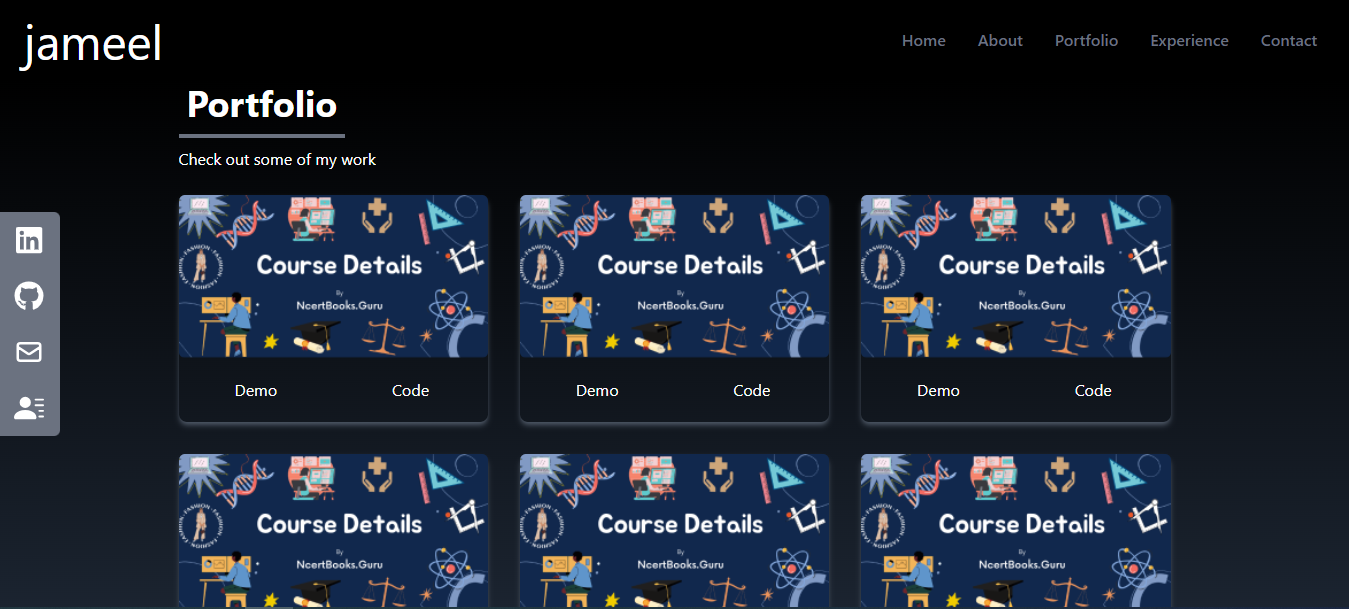 jameel
Home About Portfolio Experience Contact
Portfolio
Check out some of my work
Course Details
By
NcertBooks.Guru
Demo Code
Course Details
By
NcertBooks.Guru
Demo Code
Course Details
By
NcertBooks.Guru
Demo Code
Course Details
By
NcertBooks.Guru
Course Details
By
NcertBooks.Guru
Course Details
By
NcertBooks.Guru